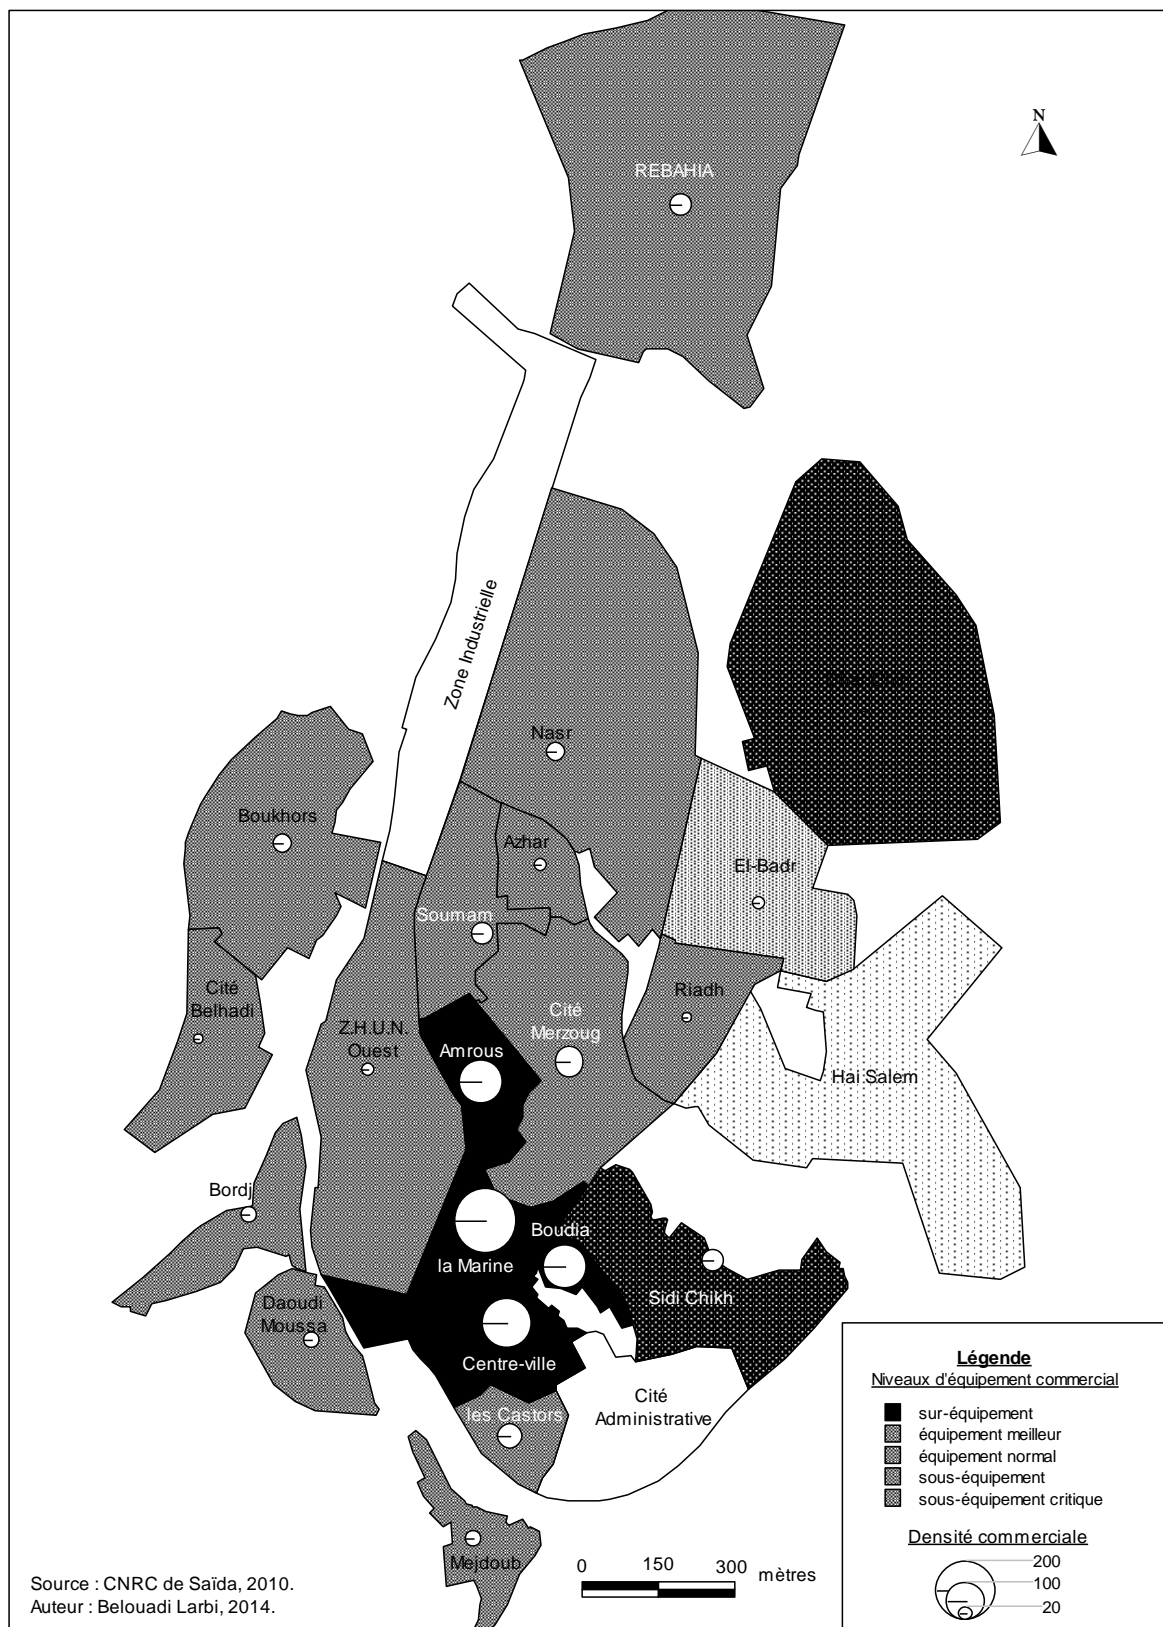 N
REBAHIA
Zone Industrielle
Nasr
Boukhors
Azhar
El-Badr
Soumam
Cité
Belhadi
Z.H.U.N.
Ouest
Cité
Merzoug
Riadh
Amrous
Hai Salem
Bordj
Boudia
la Marine
Sidi Chikh
Daoudi
Moussa
Centre-ville
Cité
Administrative
les Castors
Mejdoub
Légende
Niveaux d'équipement commercial
sur-équipement
équipement meilleur
équipement normal
sous-équipement
sous-équipement critique
Densité commerciale
200
100
20
0 150 300 mètres
Source : CNRC de Saïda, 2010.
Auteur : Belouadi Larbi, 2014.